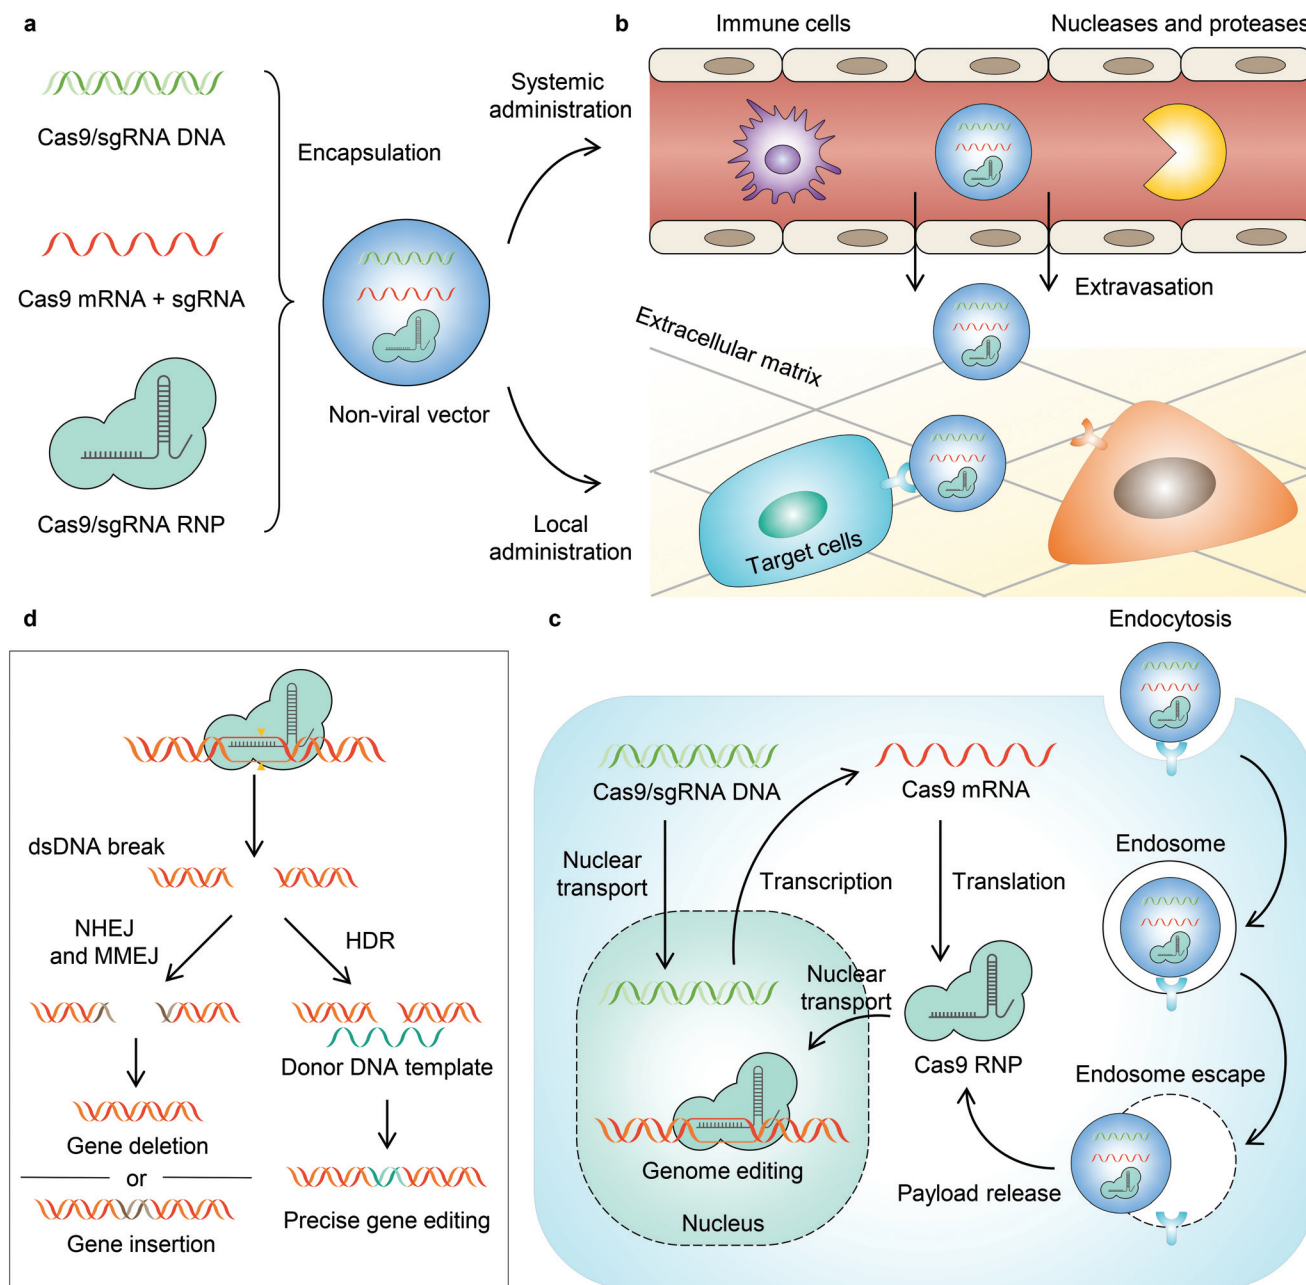 a
Cas9/sgRNA DNA
Cas9 mRNA + sgRNA
Cas9/sgRNA RNP
Encapsulation
Non-viral vector
Systemic
administration
Local
administration
b
Immune cells
Nucleases and proteases
Extravasation
Extracellular matrix
Target cells
d
dsDNA break
NHEJ
and MMEJ
HDR
Donor DNA template
Gene deletion
or
Gene insertion
Precise gene editing
c
Endocytosis
Cas9/sgRNA DNA
Cas9 mRNA
Nuclear
transport
Transcription
Translation
Endosome
Nuclear
transport
Cas9 RNP
Endosome escape
Genome editing
Payload release
Nucleus